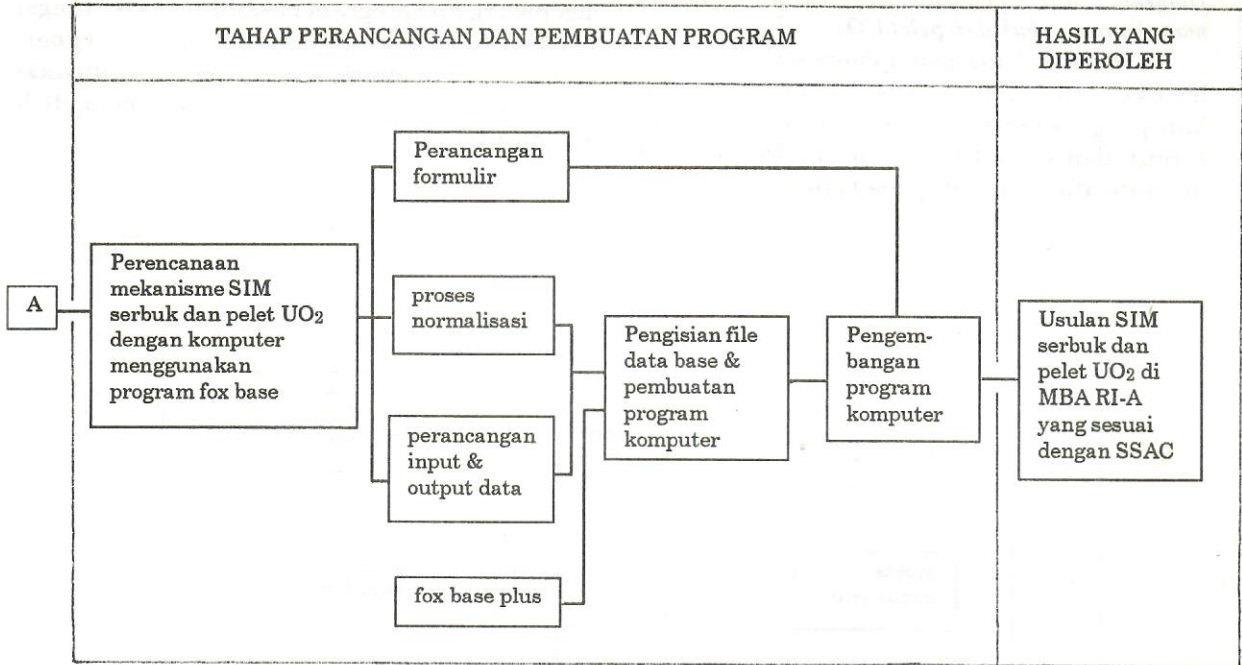 TAHAP PERANCANGAN DAN PEMBUATAN PROGRAM
HASIL YANG
DIPEROLEH
A
Perencanaan
mekanisme SIM
serbuk dan pelet UO₂
dengan komputer
menggunakan
program fox base
Perancangan
formulir
proses
normalisasi
perancangan
input &
output data
fox base plus
Pengisian file
data base &
pembuatan
program
komputer
Pengem-
bangan
program
komputer
Usulan SIM
serbuk dan
pelet UO₂ di
MBA RI-A
yang sesuai
dengan SSAC